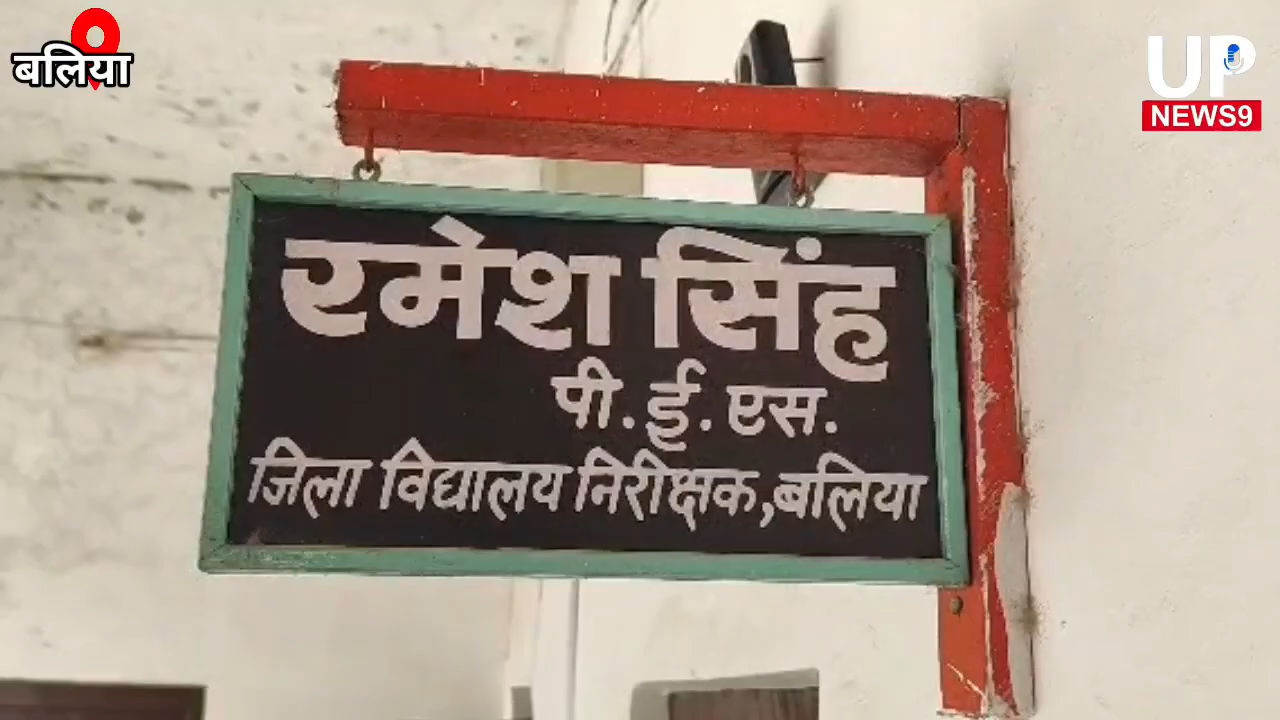 बलिया
UP
NEWS9
रमेश सिंह
पी.ई.एस.
जिला विद्यालय निरीक्षक,बलिया